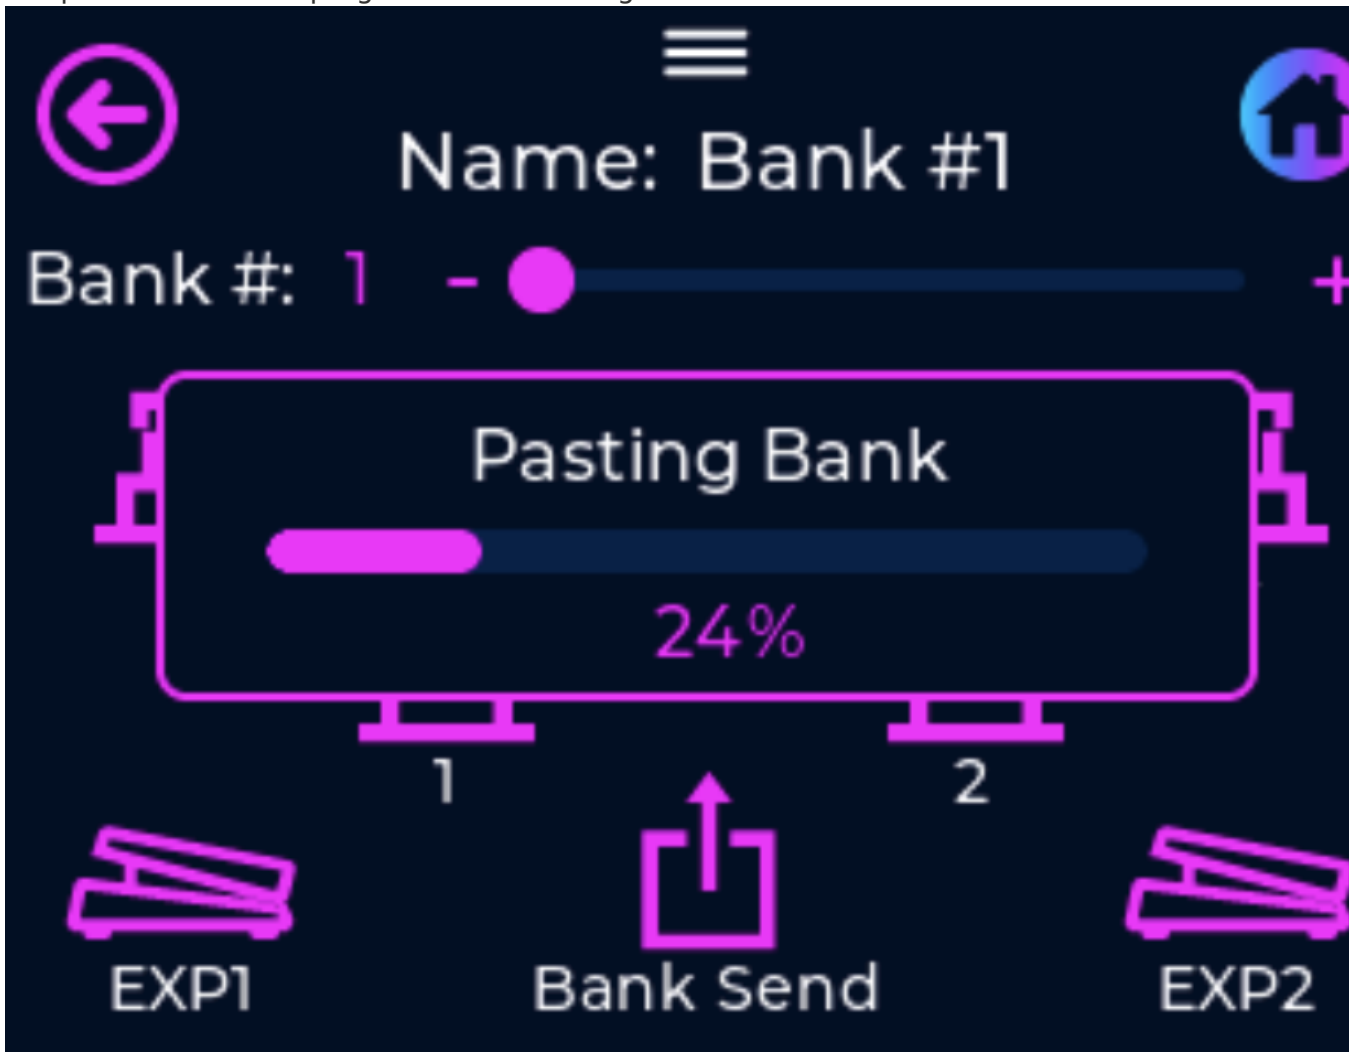 Name: Bank #1
Bank #: 1 - +
Pasting Bank
24%
1 2
EXP1 Bank Send EXP2